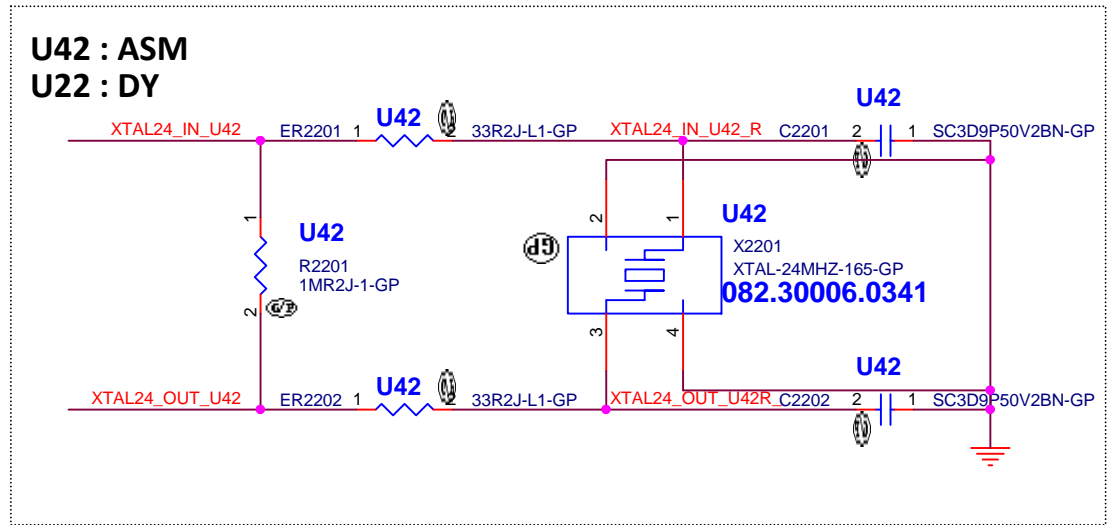 U42 : ASM
U22 : DY
U42
XTAL24_IN_U42 ER2201 1 2 33R2J-L1-GP XTAL24_IN_U42_R C2201 2 1 SC3D9P50V2BN-GP
U42
1
U42
R2201
1MR2J-1-GP
2
G/P
2 1
GP
U42
X2201
XTAL-24MHZ-165-GP
082.30006.0341
3 4
U42
U42
XTAL24_OUT_U42 ER2202 1 2 33R2J-L1-GP XTAL24_OUT_U42R C2202 2 1 SC3D9P50V2BN-GP